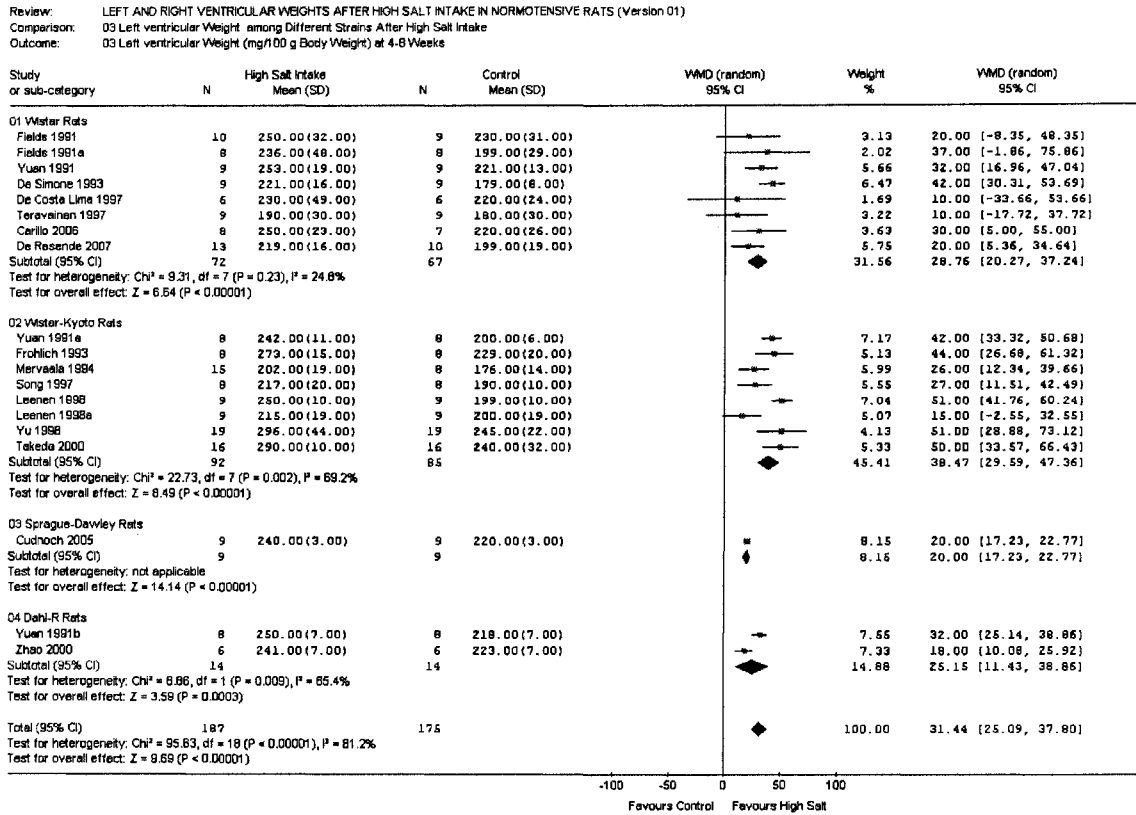 Review: LEFT AND RIGHT VENTRICULAR WEIGHTS AFTER HIGH SALT INTAKE IN NORMOTENSIVE RATS (Version 01)
Comparison: 03 Left ventricular Weight among Different Strains After High Salt Intake
Outcome: 03 Left ventricular Weight (mg/100 g Body Weight) at 4-8 Weeks
Study High Salt Intake Control WMD (random) Weight WMD (random)
or sub-category N Mean (SD) N Mean (SD) 95% CI % 95% CI
01 Wistar Rats
Fields 1991 10 250.00(32.00) 9 230.00(31.00) 3.13 20.00 [-8.35, 48.35]
Fields 1991a 8 236.00(48.00) 8 199.00(29.00) 2.02 37.00 [-1.86, 75.86]
Yuan 1991 9 253.00(19.00) 9 221.00(13.00) 5.66 32.00 [16.96, 47.04]
De Simone 1993 9 221.00(16.00) 9 179.00(8.00) 6.47 42.00 [30.31, 53.69]
De Costa Lima 1997 6 230.00(49.00) 6 220.00(24.00) 1.69 10.00 [-33.66, 53.66]
Teravainen 1997 9 190.00(30.00) 9 180.00(30.00) 3.22 10.00 [-17.72, 37.72]
Carillo 2006 8 250.00(23.00) 7 220.00(26.00) 3.63 30.00 [5.00, 55.00]
De Resende 2007 13 219.00(16.00) 10 199.00(19.00) 5.75 20.00 [5.36, 34.64]
Subtotal (95% CI) 72 67 31.56 28.76 [20.27, 37.24]
Test for heterogeneity: Chi² = 9.31, df = 7 (P = 0.23), I² = 24.8%
Test for overall effect: Z = 6.64 (P < 0.00001)
02 Wistar-Kyoto Rats
Yuan 1991a 8 242.00(11.00) 8 200.00(6.00) 7.17 42.00 [33.32, 50.68]
Frohlich 1993 8 273.00(15.00) 8 229.00(20.00) 5.13 44.00 [26.68, 61.32]
Mervaala 1994 15 202.00(19.00) 8 176.00(14.00) 5.99 26.00 [12.34, 39.66]
Song 1997 8 217.00(20.00) 8 190.00(10.00) 5.55 27.00 [11.51, 42.49]
Leenen 1998 9 250.00(10.00) 9 199.00(10.00) 7.04 51.00 [41.76, 60.24]
Leenen 1998a 9 215.00(19.00) 9 200.00(19.00) 5.07 15.00 [-2.55, 32.55]
Yu 1998 19 296.00(44.00) 19 245.00(22.00) 4.13 51.00 [28.88, 73.12]
Takeda 2000 16 290.00(10.00) 16 240.00(32.00) 5.33 50.00 [33.57, 66.43]
Subtotal (95% CI) 92 85 45.41 38.47 [29.59, 47.36]
Test for heterogeneity: Chi² = 22.73, df = 7 (P = 0.002), I² = 69.2%
Test for overall effect: Z = 8.49 (P < 0.00001)
03 Sprague-Dawley Rats
Cudnoch 2005 9 240.00(3.00) 9 220.00(3.00) 8.15 20.00 [17.23, 22.77]
Subtotal (95% CI) 9 9 8.15 20.00 [17.23, 22.77]
Test for heterogeneity: not applicable
Test for overall effect: Z = 14.14 (P < 0.00001)
04 Dahl-R Rats
Yuan 1991b 8 250.00(7.00) 8 218.00(7.00) 7.55 32.00 [25.14, 38.86]
Zhao 2000 6 241.00(7.00) 6 223.00(7.00) 7.33 18.00 [10.08, 25.92]
Subtotal (95% CI) 14 14 14.88 25.15 [11.43, 38.86]
Test for heterogeneity: Chi² = 6.86, df = 1 (P = 0.009), I² = 85.4%
Test for overall effect: Z = 3.59 (P = 0.0003)
Total (95% CI) 187 175 100.00 31.44 [25.09, 37.80]
Test for heterogeneity: Chi² = 95.83, df = 18 (P < 0.00001), I² = 81.2%
Test for overall effect: Z = 9.69 (P < 0.00001)
-100 -50 0 50 100
Favours Control Favours High Salt